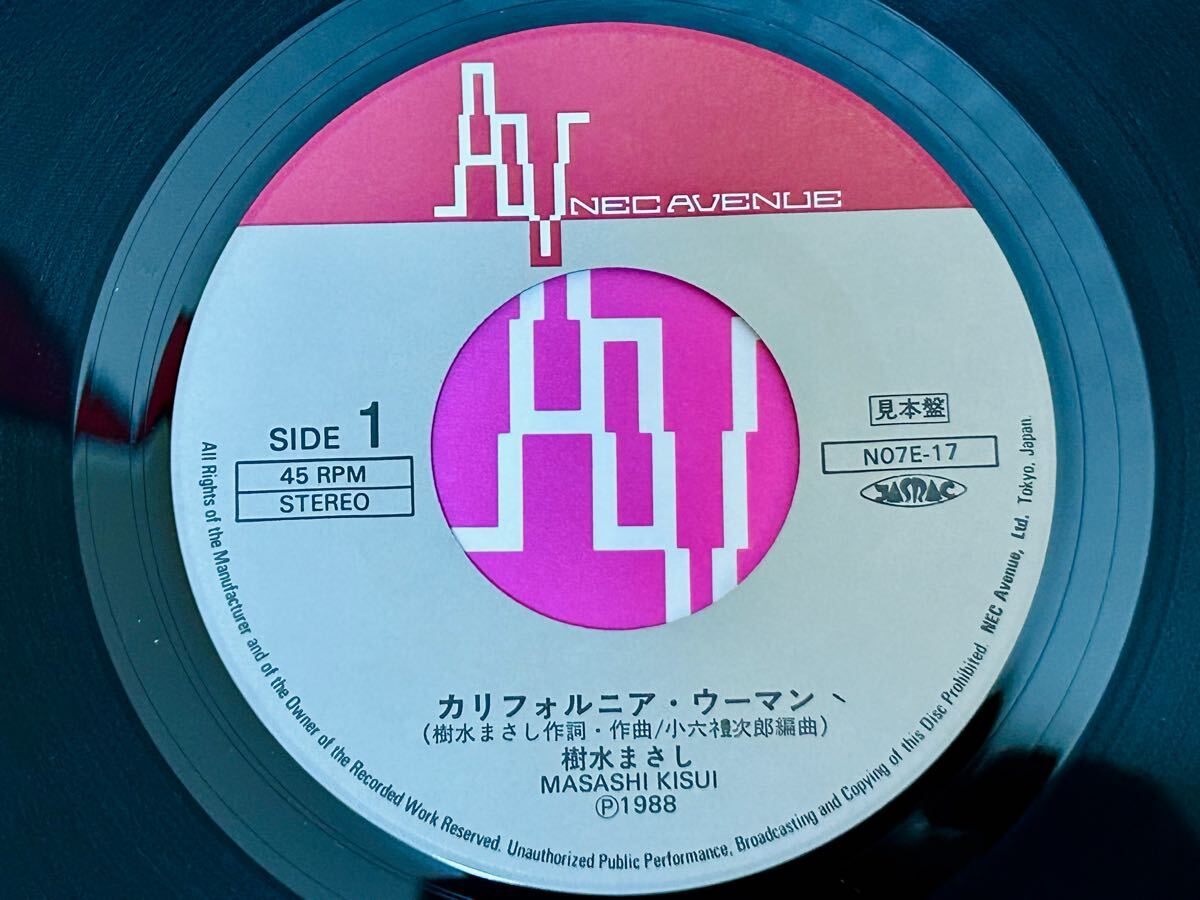 NEC AVENUE
SIDE 1
45 RPM
STEREO
見本盤
N07E-17
JASRAC
カリフォルニア・ウーマン
(樹水まさし作詞・作曲/小六禮次郎編曲)
樹水まさし
MASASHI KISUI
Ⓟ1988
All Rights of the Manufacturer and of the Owner of the Recorded Work Reserved. Unauthorized Public Performance, Broadcasting and Copying of this Disc Prohibited. NEC Avenue, Ltd. Tokyo, Japan.